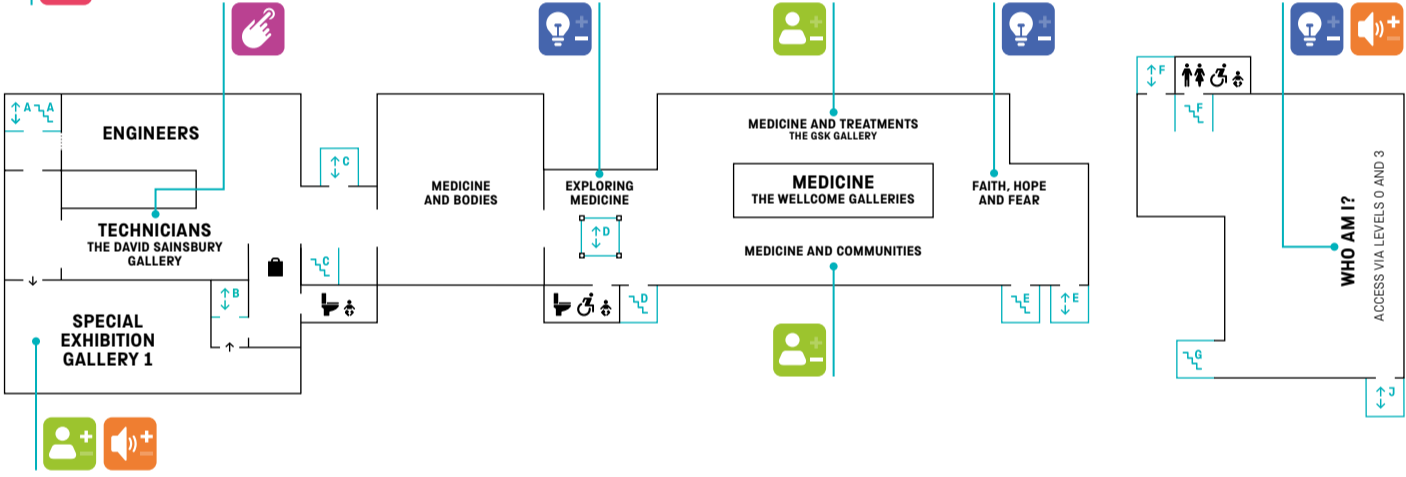 F
A
A
F
ENGINEERS
MEDICINE AND TREATMENTS
THE GSK GALLERY
C
MEDICINE
AND BODIES
EXPLORING
MEDICINE
MEDICINE
THE WELLCOME GALLERIES
FAITH, HOPE
AND FEAR
WHO AM I?
ACCESS VIA LEVELS 0 AND 3
TECHNICIANS
THE DAVID SAINSBURY
GALLERY
D
MEDICINE AND COMMUNITIES
C
B
D
E
E
SPECIAL
EXHIBITION
GALLERY 1
G
J